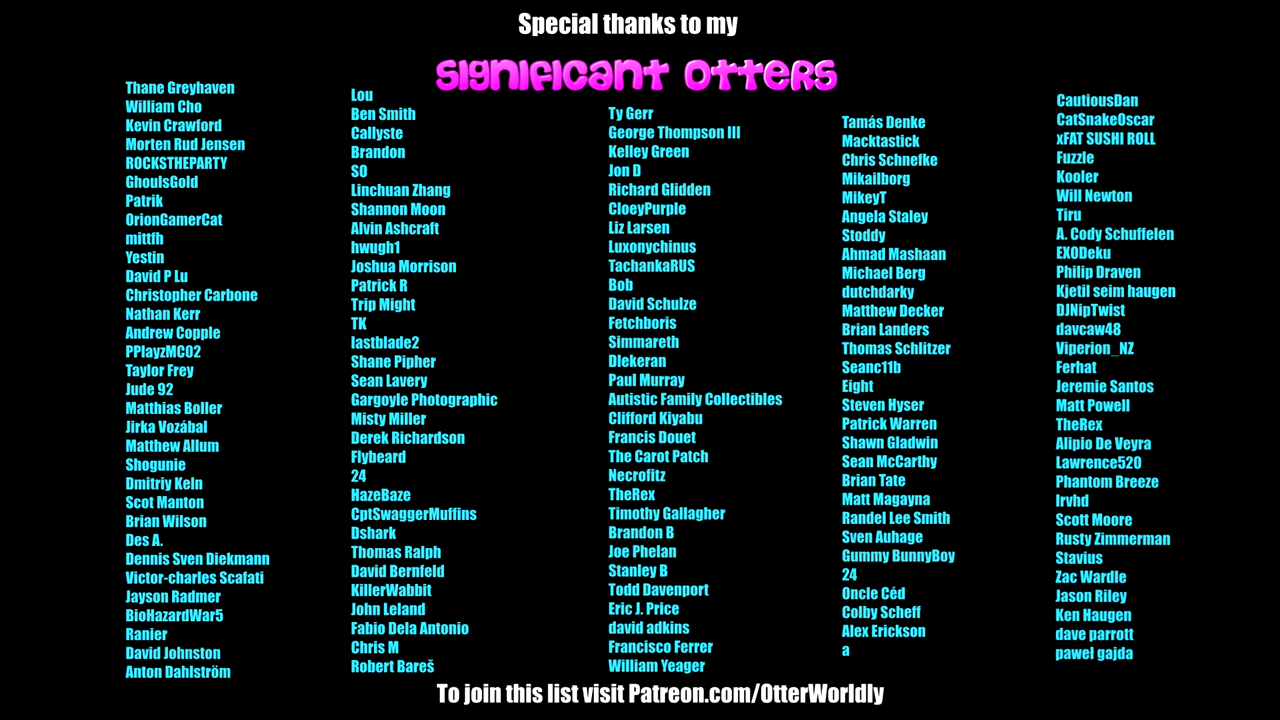 Special thanks to my
SIGNIFICANT OTTERS
Thane Greyhaven
William Cho
Kevin Crawford
Morten Rud Jensen
ROCKSTHEPARTY
GhoulsGold
Patrik
OrionGamerCat
mittfh
Yestin
David P Lu
Christopher Carbone
Nathan Kerr
Andrew Copple
PPlayzMC02
Taylor Frey
Jude 92
Matthias Boller
Jirka Vozábal
Matthew Allum
Shogunie
Dmitriy Keln
Scot Manton
Brian Wilson
Des A.
Dennis Sven Diekmann
Victor-charles Scafati
Jayson Radmer
BioHazardWar5
Ranier
David Johnston
Anton Dahlström
Lou
Ben Smith
Callyste
Brandon
SO
Linchuan Zhang
Shannon Moon
Alvin Ashcraft
hwugh1
Joshua Morrison
Patrick R
Trip Might
TK
lastblade2
Shane Pipher
Sean Lavery
Gargoyle Photographic
Misty Miller
Derek Richardson
Flybeard
24
HazeBaze
CptSwaggerMuffins
Dshark
Thomas Ralph
David Bernfeld
KillerWabbit
John Leland
Fabio Dela Antonio
Chris M
Robert Bareš
Ty Gerr
George Thompson III
Kelley Green
Jon D
Richard Glidden
CloeyPurple
Liz Larsen
Luxonychinus
TachankaRUS
Bob
David Schulze
Fetchboris
Simmareth
Dlekeran
Paul Murray
Autistic Family Collectibles
Clifford Kiyabu
Francis Douet
The Carot Patch
Necrofitz
TheRex
Timothy Gallagher
Brandon B
Joe Phelan
Stanley B
Todd Davenport
Eric J. Price
david adkins
Francisco Ferrer
William Yeager
Tamás Denke
Macktastick
Chris Schnefke
Mikailborg
MikeyT
Angela Staley
Stoddy
Ahmad Mashaan
Michael Berg
dutchdarky
Matthew Decker
Brian Landers
Thomas Schlitzer
Seanc11b
Eight
Steven Hyser
Patrick Warren
Shawn Gladwin
Sean McCarthy
Brian Tate
Matt Magayna
Randel Lee Smith
Sven Auhage
Gummy BunnyBoy
24
Oncle Céd
Colby Scheff
Alex Erickson
a
CautiousDan
CatSnakeOscar
xFAT SUSHI ROLL
Fuzzle
Kooler
Will Newton
Tiru
A. Cody Schuffelen
EXODeku
Philip Draven
Kjetil seim haugen
DJNipTwist
davcaw48
Viperion_NZ
Ferhat
Jeremie Santos
Matt Powell
TheRex
Alipio De Veyra
Lawrence520
Phantom Breeze
lrvhd
Scott Moore
Rusty Zimmerman
Stavius
Zac Wardle
Jason Riley
Ken Haugen
dave parrott
pawel gajda
To join this list visit Patreon.com/OtterWorldly